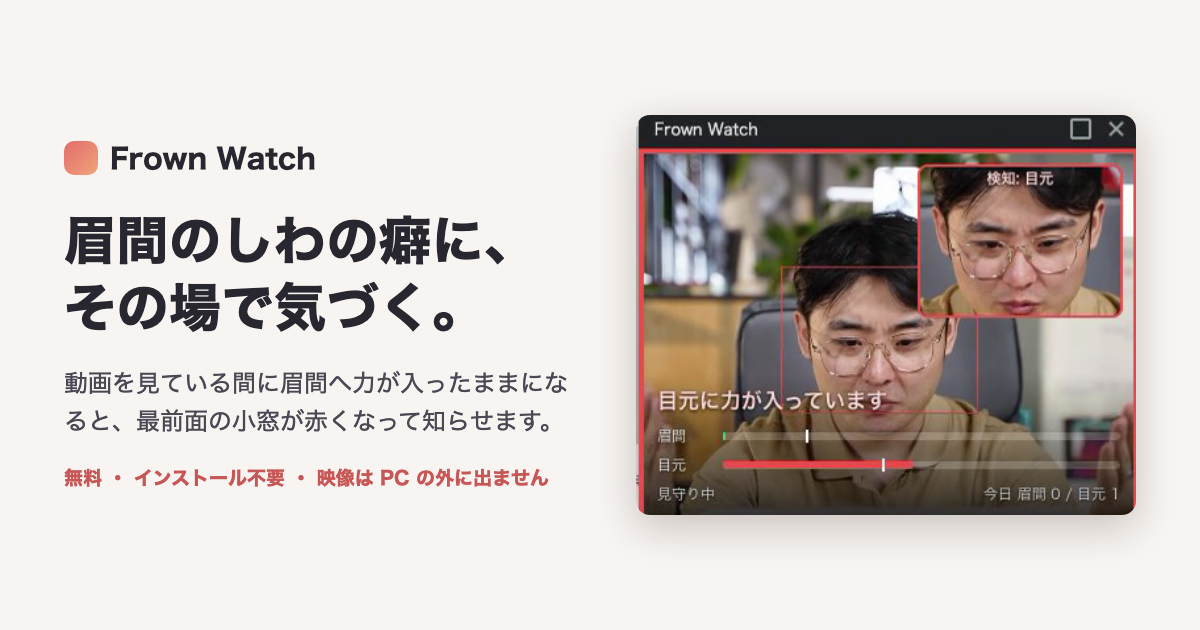 Frown Watch
眉間のしわの癖に、
その場で気づく。
動画を見ている間に眉間へ力が入ったままにな
ると、最前面の小窓が赤くなって知らせます。
無料 ・ インストール不要 ・ 映像は PC の外に出ません
Frown Watch
検知: 目元
目元に力が入っています
眉間
目元
見守り中
今日 眉間 0 / 目元 1